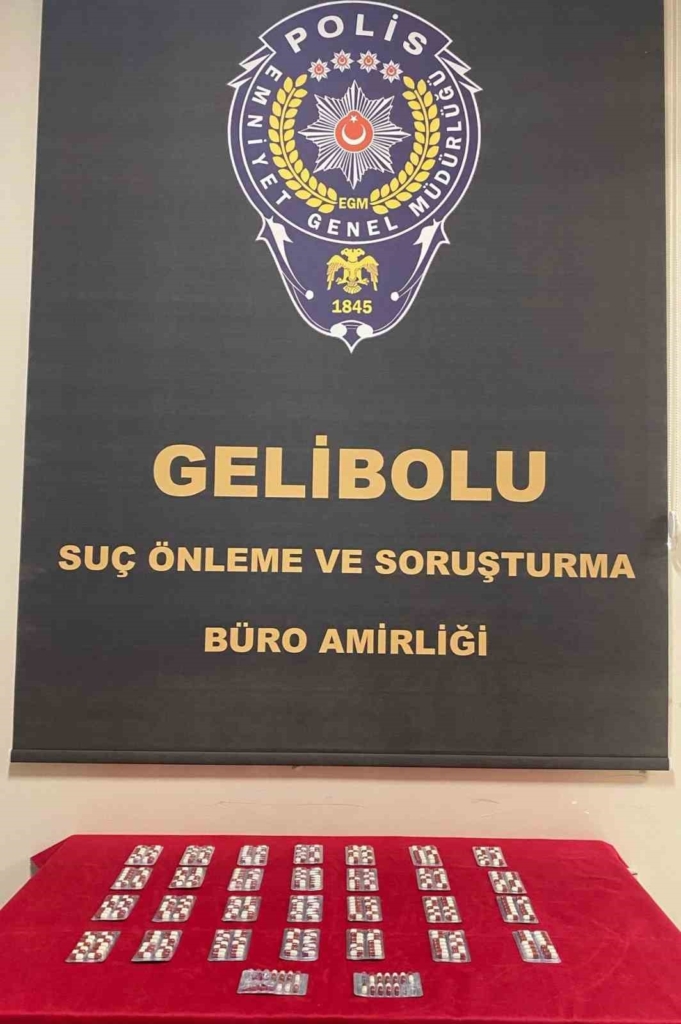 POLİS
EMNİYET GENEL MÜDÜRLÜĞÜ
EGM
1845
GELİBOLU
SUÇ ÖNLEME VE SORUŞTURMA
BÜRO AMİRLİĞİ